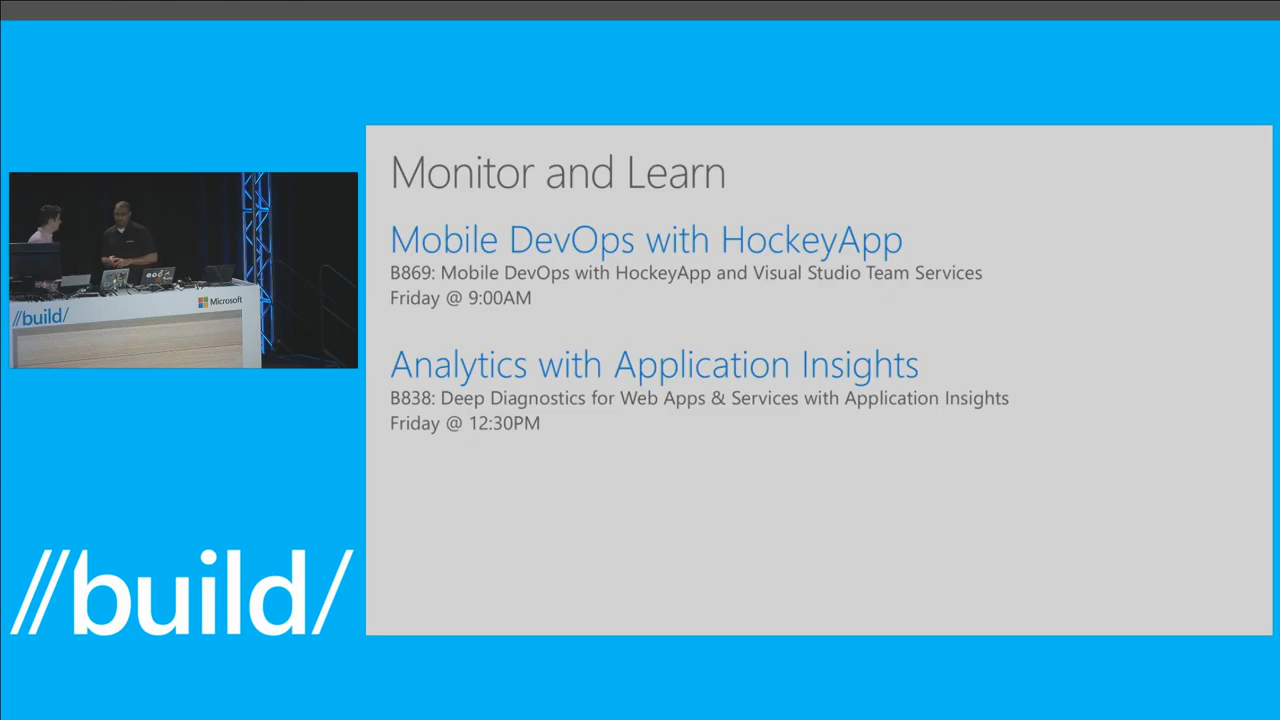 Monitor and Learn
Mobile DevOps with HockeyApp
B869: Mobile DevOps with HockeyApp and Visual Studio Team Services
Friday @ 9:00AM
Analytics with Application Insights
B838: Deep Diagnostics for Web Apps & Services with Application Insights
Friday @ 12:30PM
Microsoft
//build/
//build/